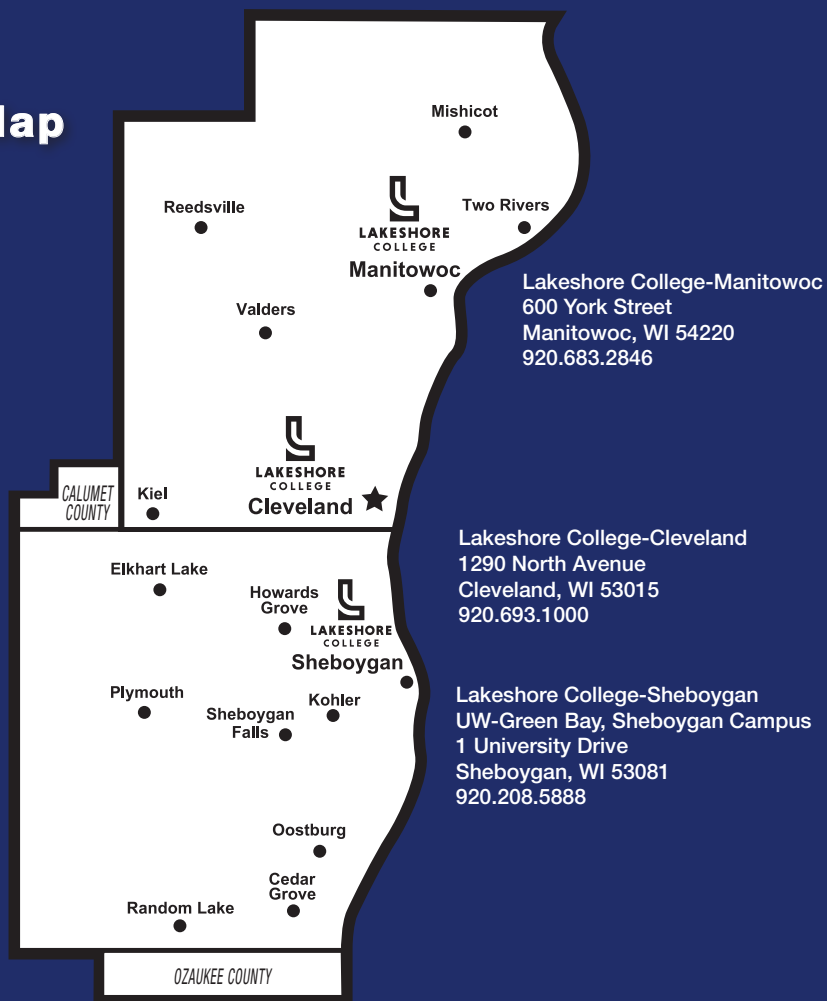 Mishicot
Reedsville
LAKESHORE
COLLEGE
Two Rivers
Manitowoc
Valders
Lakeshore College-Manitowoc
600 York Street
Manitowoc, WI 54220
920.683.2846
LAKESHORE
COLLEGE
Cleveland
CALUMET
COUNTY
Kiel
Lakeshore College-Cleveland
1290 North Avenue
Cleveland, WI 53015
920.693.1000
Elkhart Lake
Howards
Grove
LAKESHORE
COLLEGE
Sheboygan
Plymouth
Sheboygan
Falls
Kohler
Lakeshore College-Sheboygan
UW-Green Bay, Sheboygan Campus
1 University Drive
Sheboygan, WI 53081
920.208.5888
Oostburg
Cedar
Grove
Random Lake
OZAUKEE COUNTY